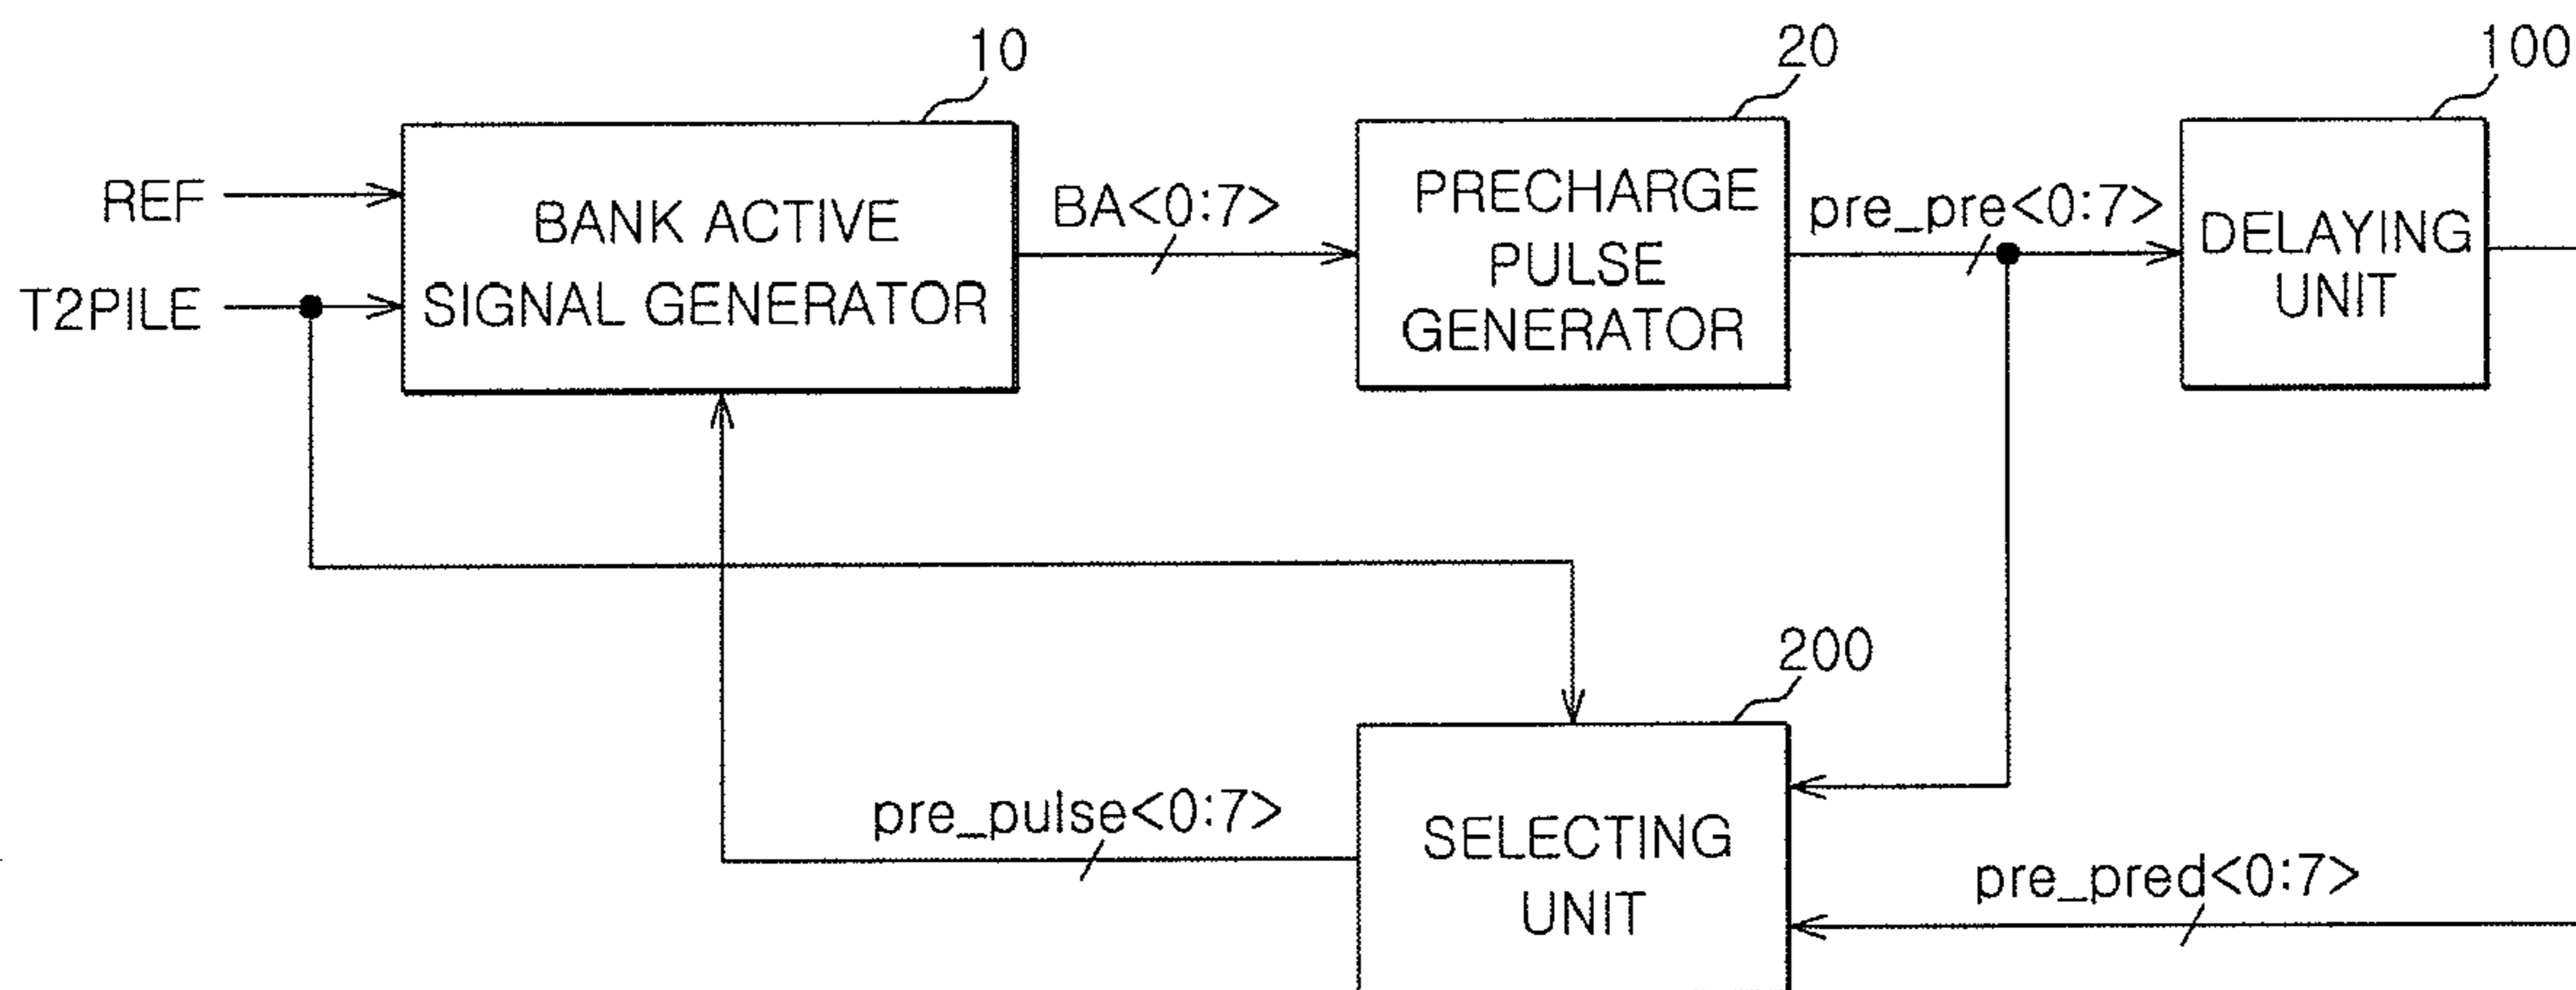 10
20
100
REF
T2PILE
BANK ACTIVE
SIGNAL GENERATOR
BA<0:7>
PRECHARGE
PULSE
GENERATOR
pre_pre<0:7>
DELAYING
UNIT
200
pre_pulse<0:7>
SELECTING
UNIT
pre_pred<0:7>